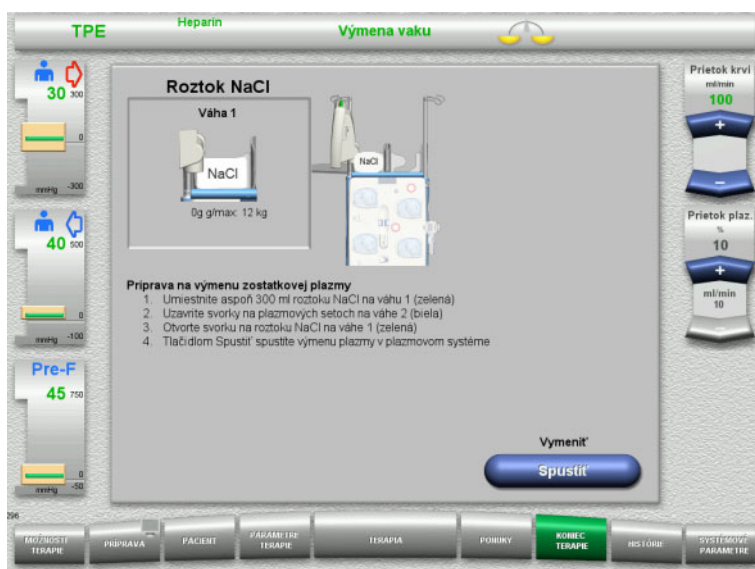 TPE
Heparín
Výmena vaku
30 300
0
mmHg -300
40 500
0
mmHg -100
Pre-F
45 750
0
mmHg -50
Roztok NaCl
Váha 1
NaCl
0g g/max: 12 kg
NaCl
Príprava na výmenu zostatkovej plazmy
1. Umiestnite aspoň 300 ml roztoku NaCl na váhu 1 (zelená)
2. Uzavrite svorky na plazmových setoch na váhe 2 (biela)
3. Otvorte svorku na roztoku NaCl na váhe 1 (zelená)
4. Tlačidlom Spustiť spustite výmenu plazmy v plazmovom systéme
Vymeniť
Spustiť
Prietok krvi
ml/min
100
+
–
Prietok plaz.
%
10
+
ml/min
10
–
296
MOŽNOSTI
TERAPIE
PRÍPRAVA
PACIENT
PARAMETRE
TERAPIE
TERAPIA
PONUKY
KONIEC
TERAPIE
HISTÓRIE
SYSTÉMOVÉ
PARAMETRE